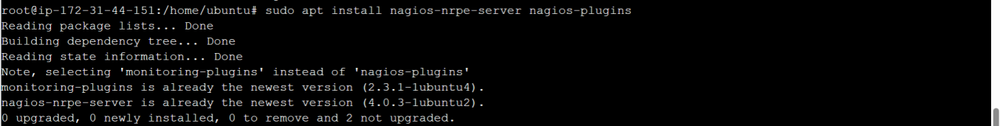 root@ip-172-31-44-151:/home/ubuntu# sudo apt install nagios-nrpe-server nagios-plugins
Reading package lists... Done
Building dependency tree... Done
Reading state information... Done
Note, selecting 'monitoring-plugins' instead of 'nagios-plugins'
monitoring-plugins is already the newest version (2.3.1-1ubuntu4).
nagios-nrpe-server is already the newest version (4.0.3-1ubuntu2).
0 upgraded, 0 newly installed, 0 to remove and 2 not upgraded.